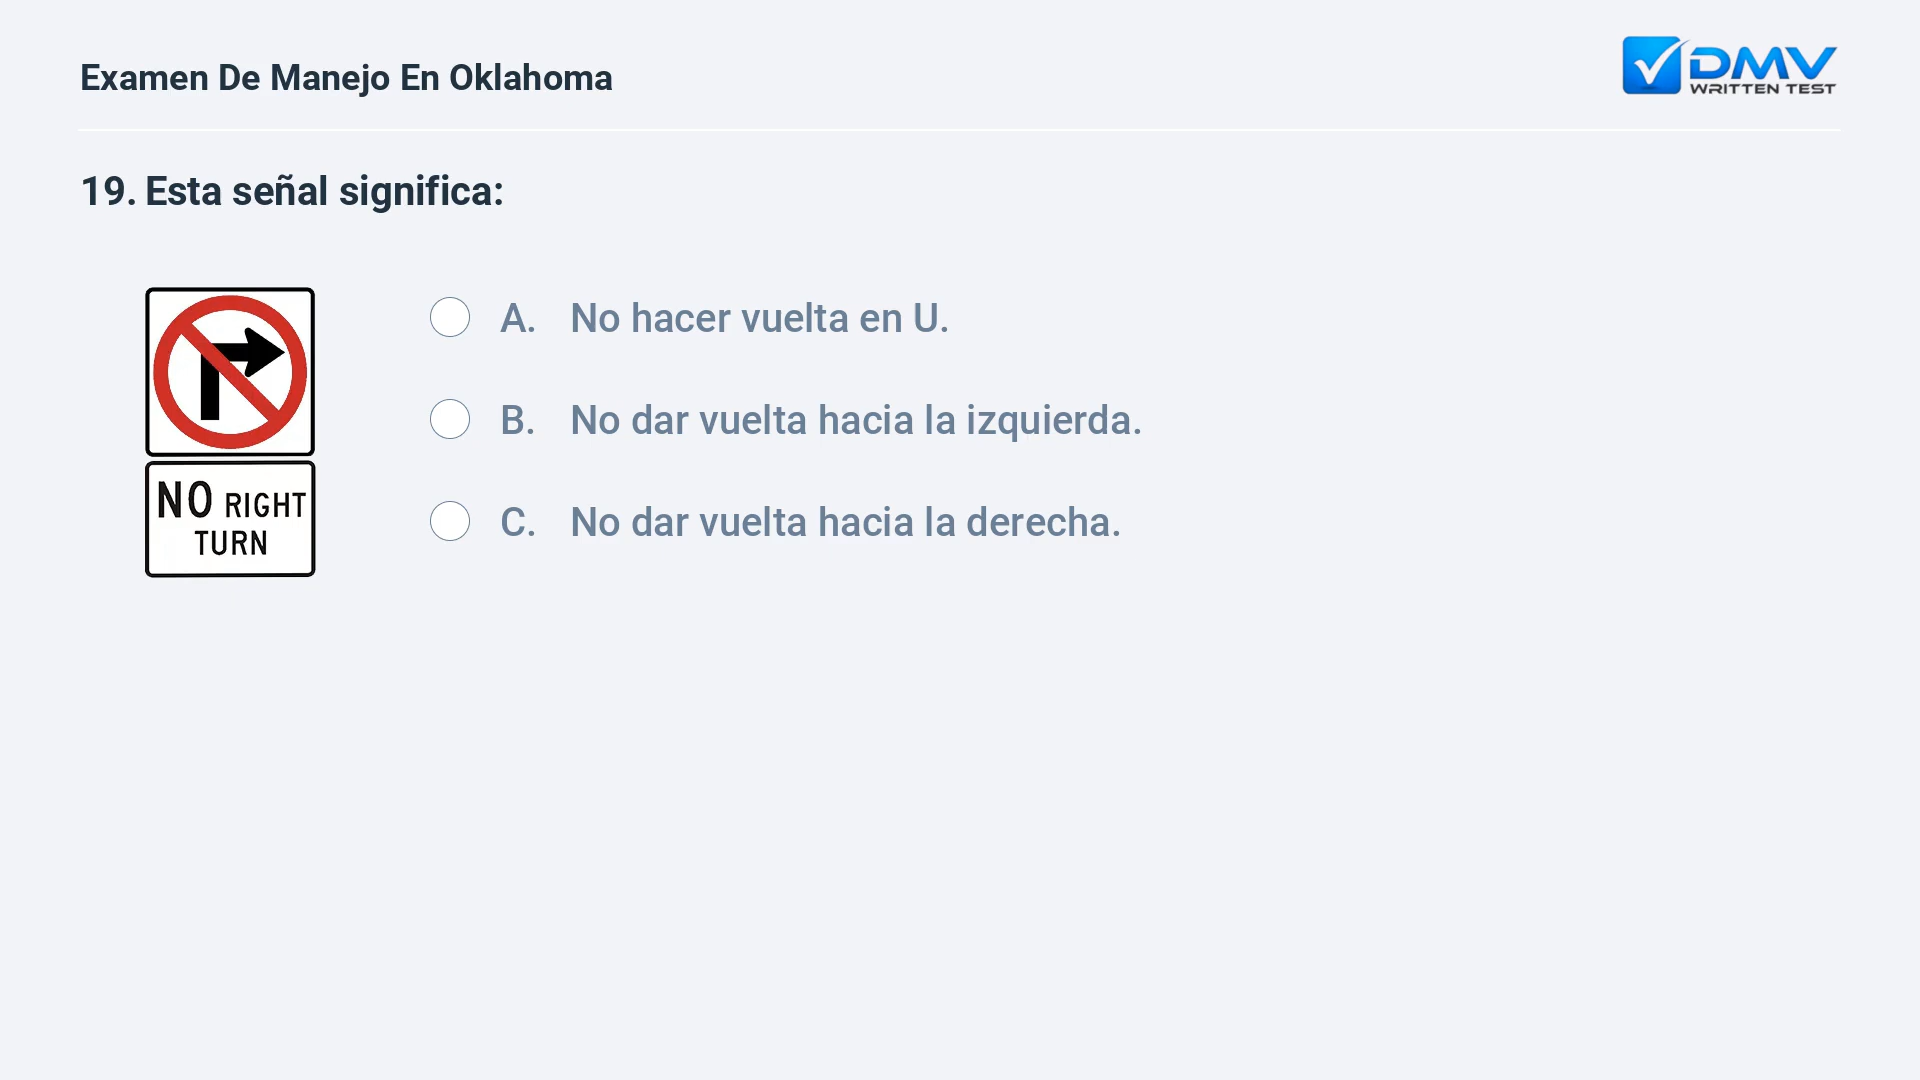 Examen De Manejo En Oklahoma
DMV
WRITTEN TEST
19. Esta señal significa:
NO RIGHT
TURN
A. No hacer vuelta en U.
B. No dar vuelta hacia la izquierda.
C. No dar vuelta hacia la derecha.